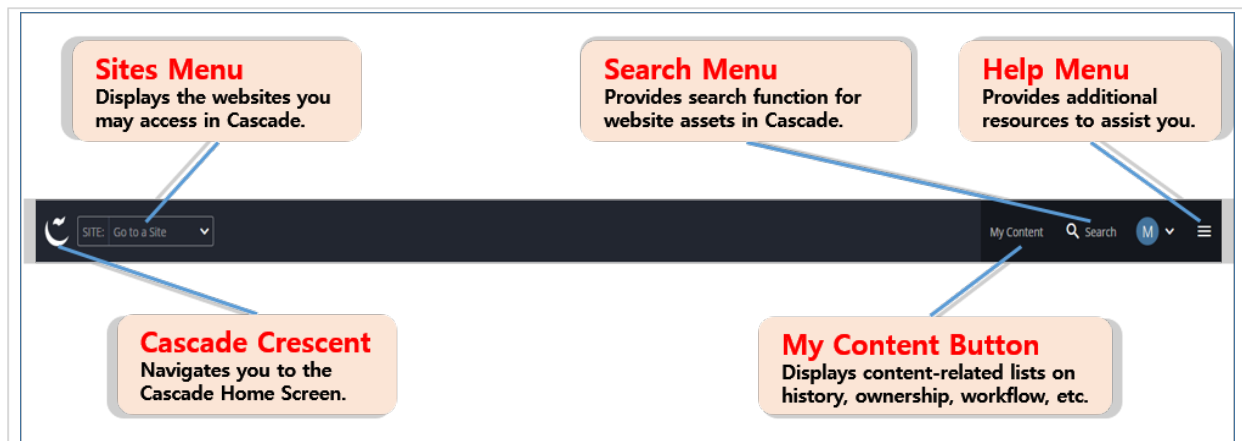 Sites Menu
Displays the websites you
may access in Cascade.
Search Menu
Provides search function for
website assets in Cascade.
Help Menu
Provides additional
resources to assist you.
SITE: Go to a Site
My Content
Search
M
Cascade Crescent
Navigates you to the
Cascade Home Screen.
My Content Button
Displays content-related lists on
history, ownership, workflow, etc.